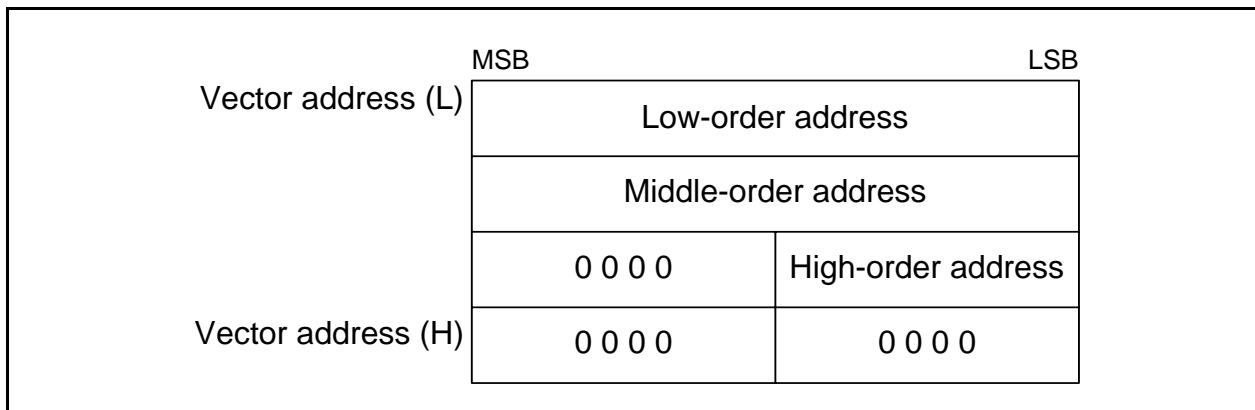 MSB LSB
Vector address (L) Low-order address
Middle-order address
0 0 0 0 High-order address
Vector address (H) 0 0 0 0 0 0 0 0